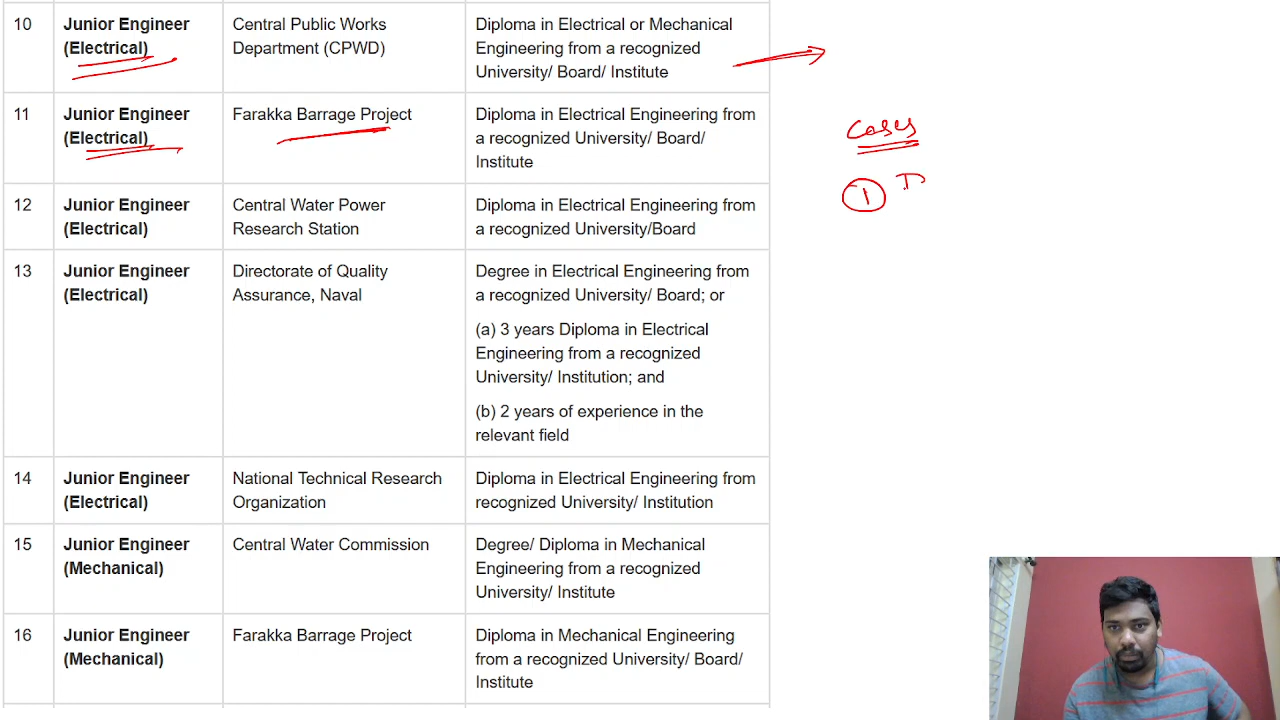 10
Junior Engineer
(Electrical)
Central Public Works
Department (CPWD)
Diploma in Electrical or Mechanical
Engineering from a recognized
University/ Board/ Institute
11
Junior Engineer
(Electrical)
Farakka Barrage Project
Diploma in Electrical Engineering from
a recognized University/ Board/
Institute
12
Junior Engineer
(Electrical)
Central Water Power
Research Station
Diploma in Electrical Engineering from
a recognized University/Board
13
Junior Engineer
(Electrical)
Directorate of Quality
Assurance, Naval
Degree in Electrical Engineering from
a recognized University/ Board; or
(a) 3 years Diploma in Electrical
Engineering from a recognized
University/ Institution; and
(b) 2 years of experience in the
relevant field
14
Junior Engineer
(Electrical)
National Technical Research
Organization
Diploma in Electrical Engineering from
recognized University/ Institution
15
Junior Engineer
(Mechanical)
Central Water Commission
Degree/ Diploma in Mechanical
Engineering from a recognized
University/ Institute
16
Junior Engineer
(Mechanical)
Farakka Barrage Project
Diploma in Mechanical Engineering
from a recognized University/ Board/
Institute
Cases
1